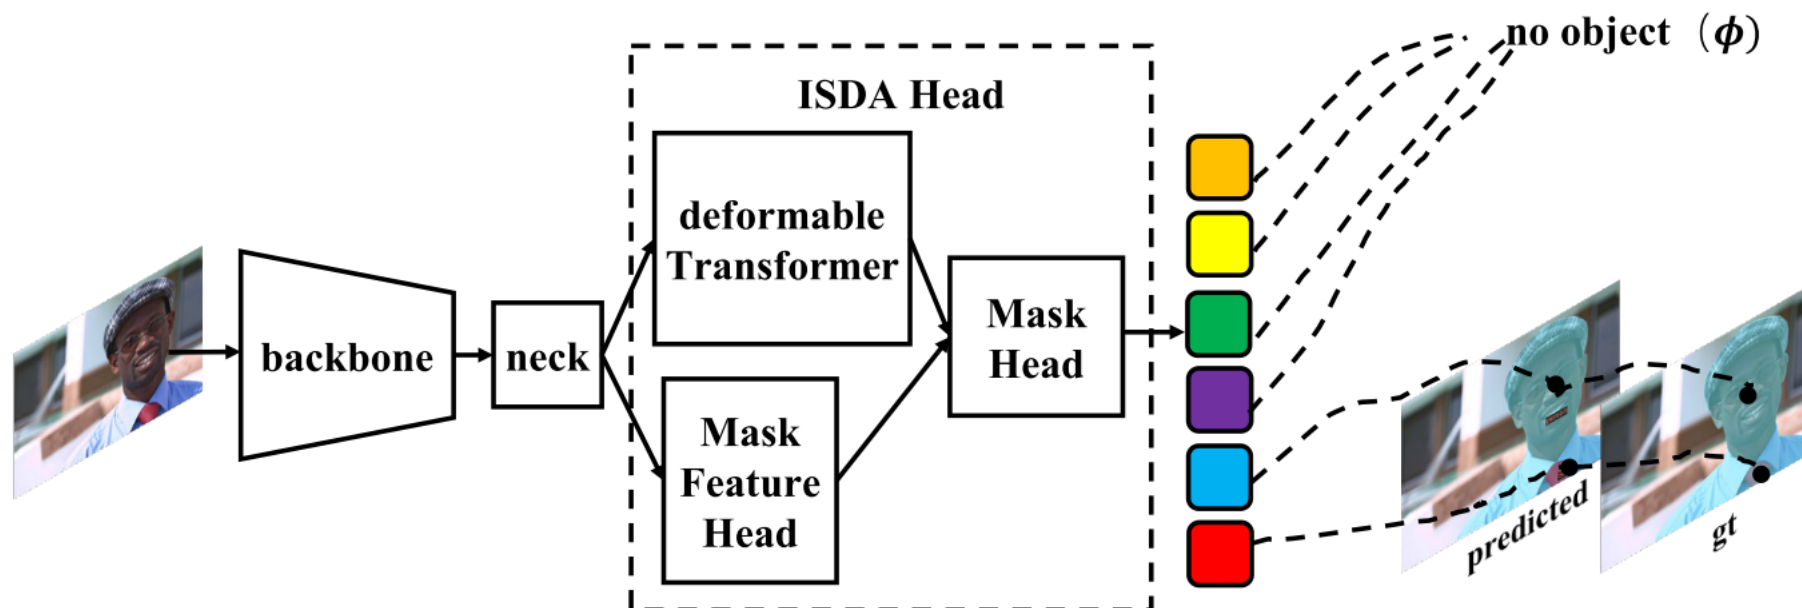 no object (ϕ)
ISDA Head
deformable
Transformer
backbone
neck
Mask
Head
Mask
Feature
Head
predicted
gt